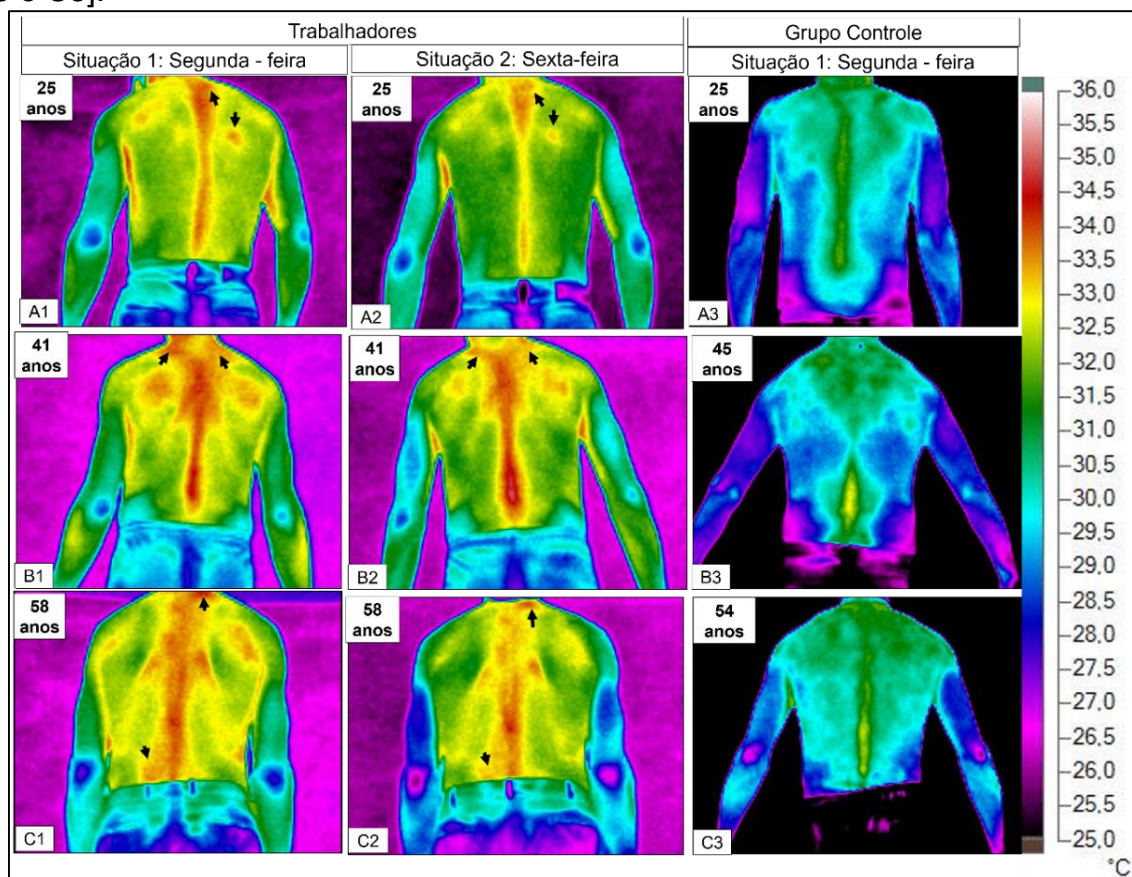 Trabalhadores
Grupo Controle
Situação 1: Segunda - feira
Situação 2: Sexta-feira
Situação 1: Segunda - feira
25
anos
A1
25
anos
A2
25
anos
A3
41
anos
B1
41
anos
B2
45
anos
B3
58
anos
C1
58
anos
C2
54
anos
C3
36,0
35,5
35,0
34,5
34,0
33,5
33,0
32,5
32,0
31,5
31,0
30,5
30,0
29,5
29,0
28,5
28,0
27,5
27,0
26,5
26,0
25,5
25,0
°C